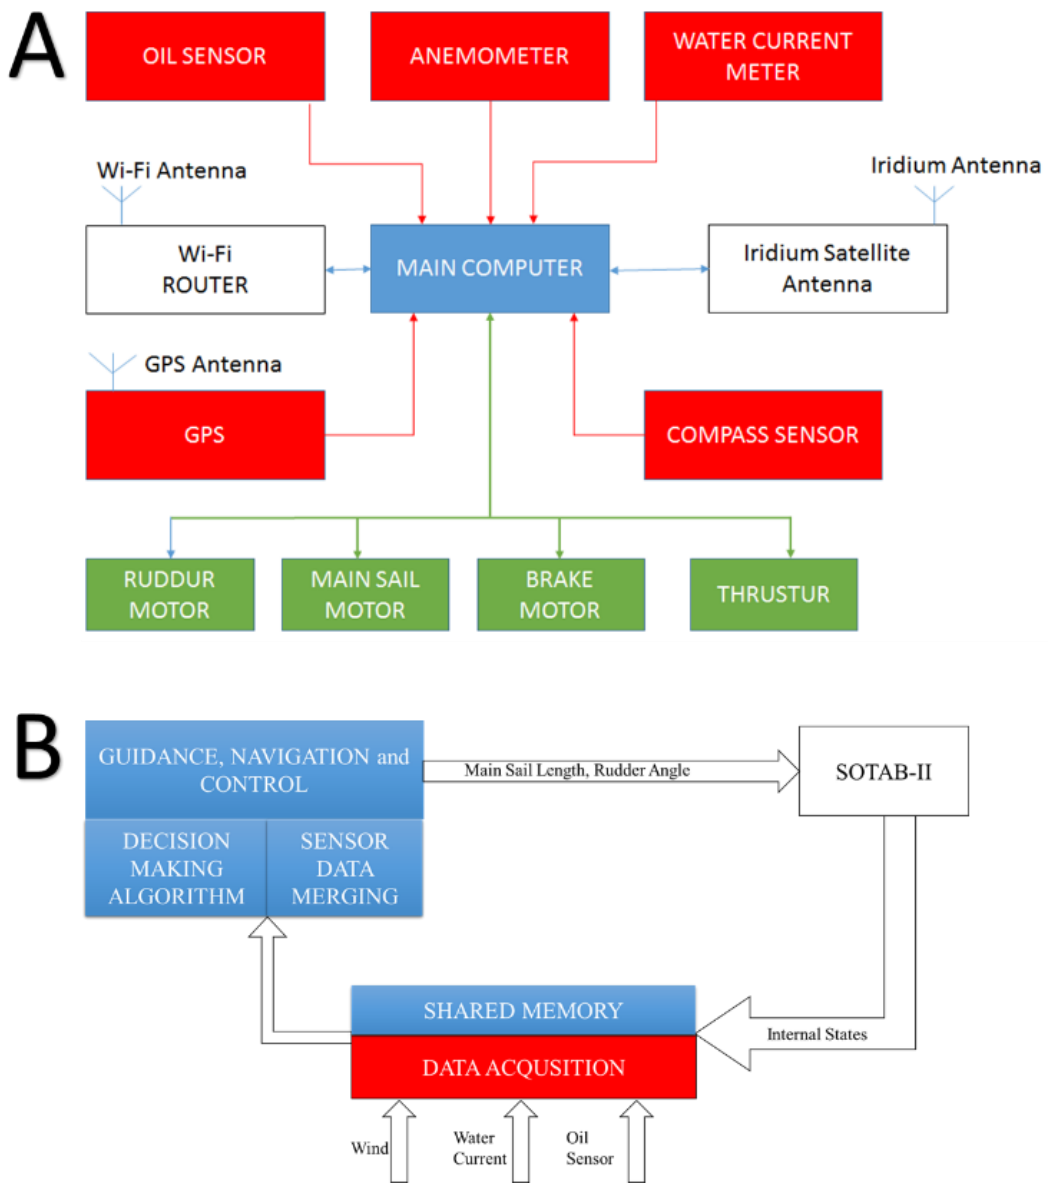 A
OIL SENSOR
ANEMOMETER
WATER CURRENT
METER
Wi-Fi Antenna
Iridium Antenna
Wi-Fi
ROUTER
MAIN COMPUTER
Iridium Satellite
Antenna
GPS Antenna
GPS
COMPASS SENSOR
RUDDUR
MOTOR
MAIN SAIL
MOTOR
BRAKE
MOTOR
THRUSTUR
B
GUIDANCE, NAVIGATION and
CONTROL
Main Sail Length, Rudder Angle
SOTAB-II
DECISION
MAKING
ALGORITHM
SENSOR
DATA
MERGING
SHARED MEMORY
Internal States
DATA ACQUSITION
Wind
Water
Current
Oil
Sensor